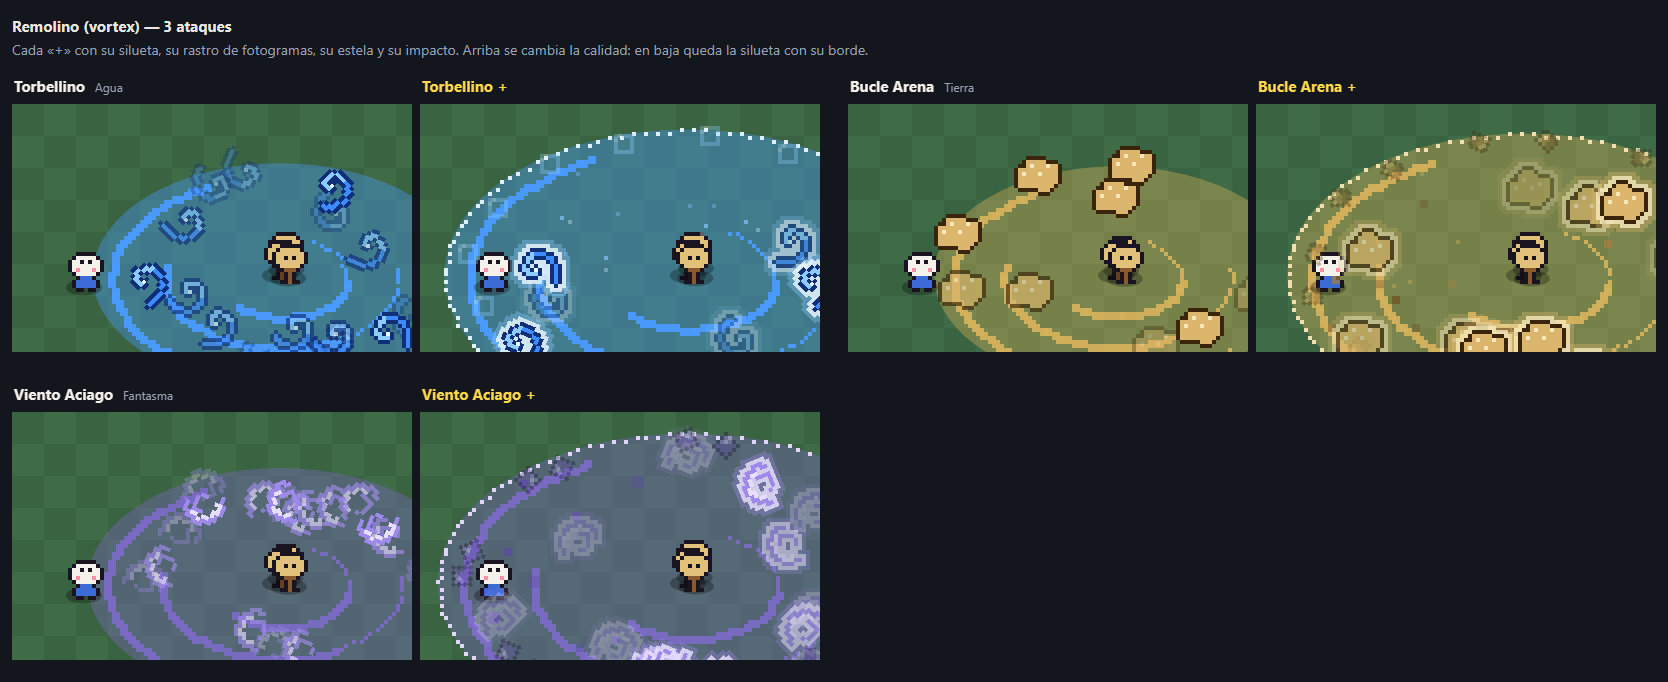 Remolino (vortex) — 3 ataques
Cada «+» con su silueta, su rastro de fotogramas, su estela y su impacto. Arriba se cambia la calidad: en baja queda la silueta con su borde.
Torbellino Agua
Torbellino +
Bucle Arena Tierra
Bucle Arena +
Viento Aciago Fantasma
Viento Aciago +